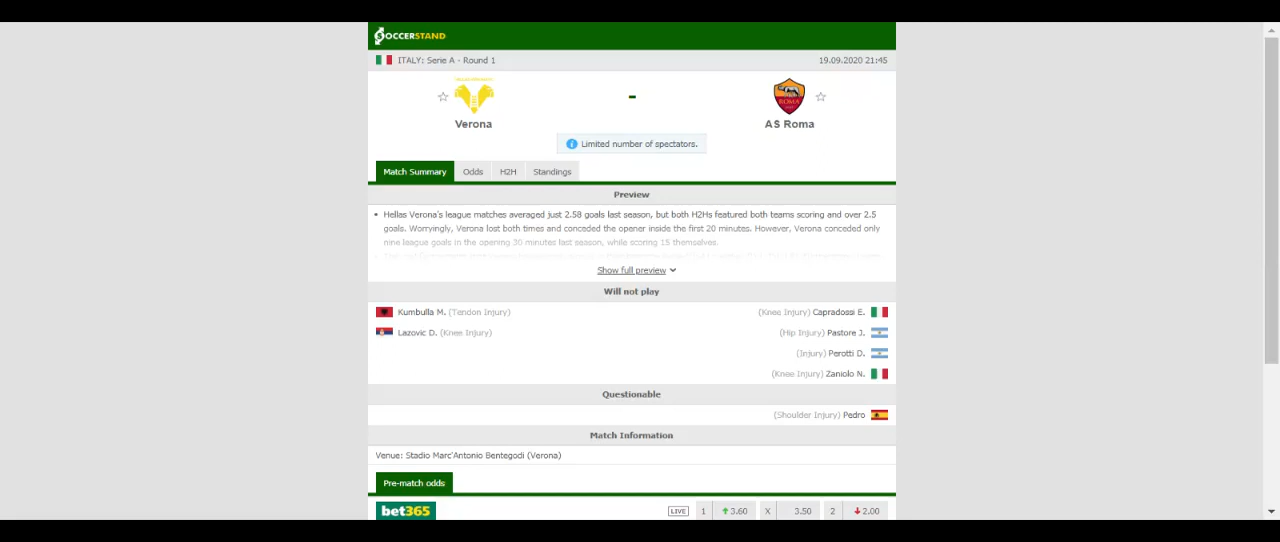 SOCCERSTAND
ITALY: Serie A - Round 1 19.09.2020 21:45
HELLAS VERONA
-
ROMA
Verona AS Roma
Limited number of spectators.
Match Summary Odds H2H Standings
Preview
Hellas Verona's league matches averaged just 2.58 goals last season, but both H2Hs featured both teams scoring and over 2.5
goals. Worryingly, Verona lost both times and conceded the opener inside the first 20 minutes. However, Verona conceded only
nine league goals in the opening 30 minutes last season, while scoring 15 themselves.
Show full preview
Will not play
Kumbulla M. (Tendon Injury) (Knee Injury) Capradossi E.
Lazovic D. (Knee Injury) (Hip Injury) Pastore J.
(Injury) Perotti D.
(Knee Injury) Zaniolo N.
Questionable
(Shoulder Injury) Pedro
Match Information
Venue: Stadio Marc'Antonio Bentegodi (Verona)
Pre-match odds
bet365 LIVE 1 3.60 X 3.50 2 2.00